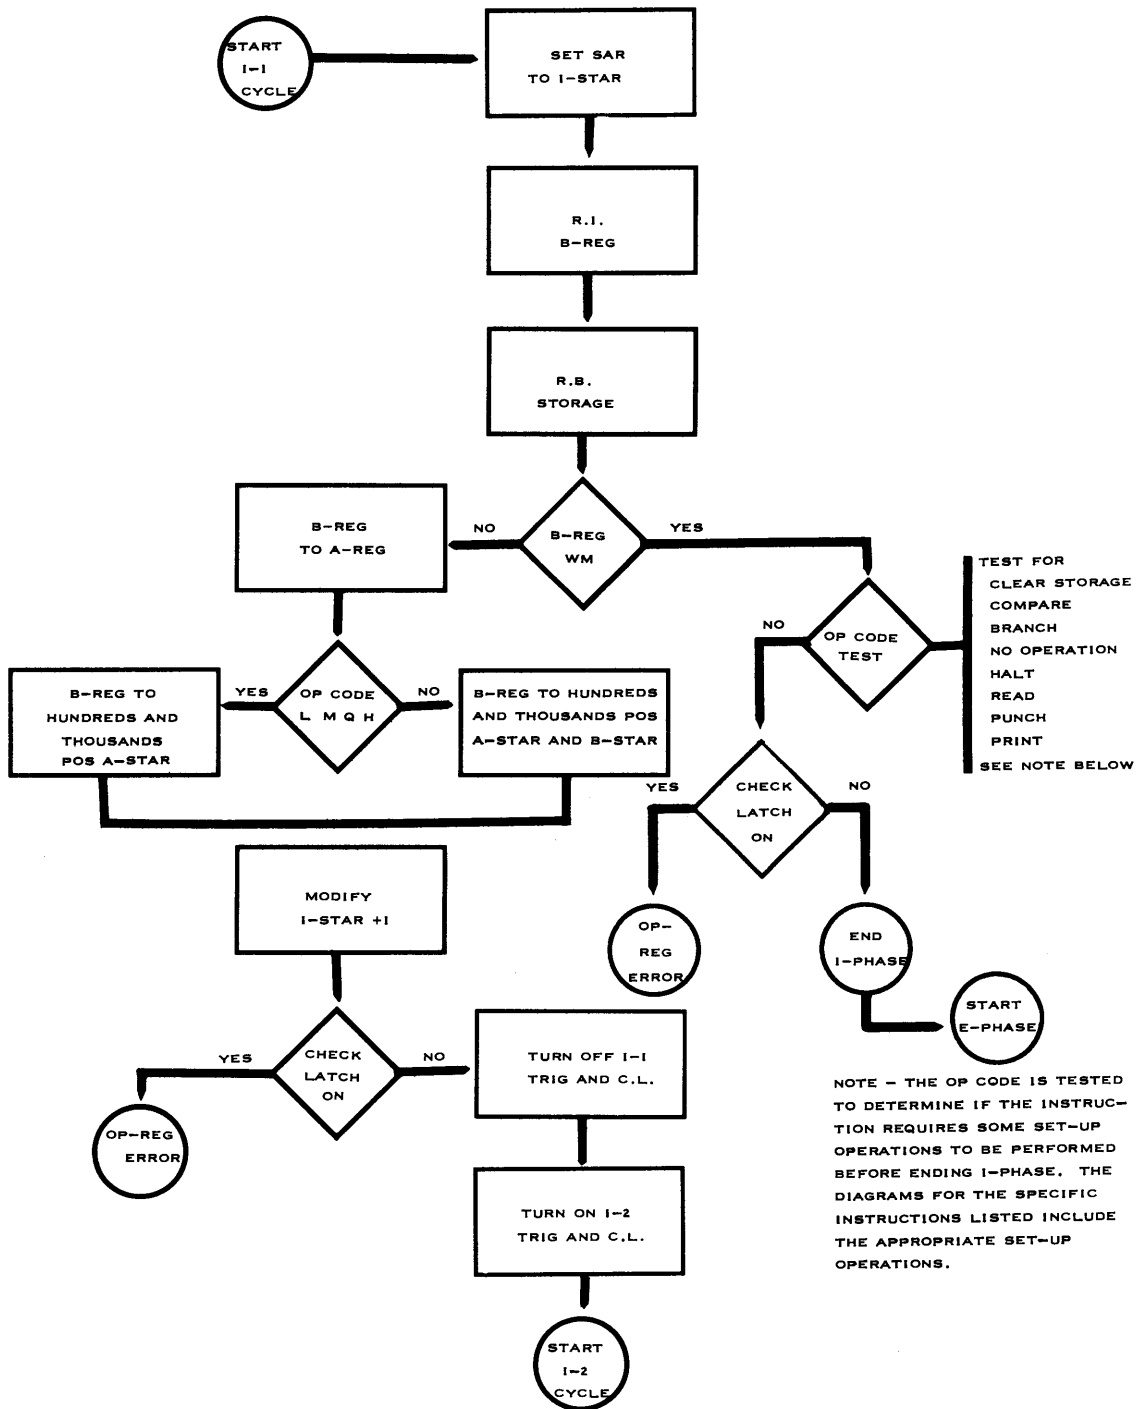 START
I-I
CYCLE
SET SAR
TO I-STAR
R.I.
B-REG
R.B.
STORAGE
B-REG
WM
NO
YES
B-REG
TO A-REG
OP CODE
TEST
NO
TEST FOR
CLEAR STORAGE
COMPARE
BRANCH
NO OPERATION
HALT
READ
PUNCH
PRINT
SEE NOTE BELOW
OP CODE
L M Q H
YES
NO
B-REG TO
HUNDREDS AND
THOUSANDS
POS A-STAR
B-REG TO HUNDREDS
AND THOUSANDS POS
A-STAR AND B-STAR
CHECK
LATCH
ON
YES
NO
OP-
REG
ERROR
END
I-PHASE
START
E-PHASE
MODIFY
I-STAR +I
CHECK
LATCH
ON
YES
NO
OP-REG
ERROR
TURN OFF I-I
TRIG AND C.L.
TURN ON I-2
TRIG AND C.L.
START
I-2
CYCLE
NOTE - THE OP CODE IS TESTED
TO DETERMINE IF THE INSTRUC-
TION REQUIRES SOME SET-UP
OPERATIONS TO BE PERFORMED
BEFORE ENDING I-PHASE. THE
DIAGRAMS FOR THE SPECIFIC
INSTRUCTIONS LISTED INCLUDE
THE APPROPRIATE SET-UP
OPERATIONS.